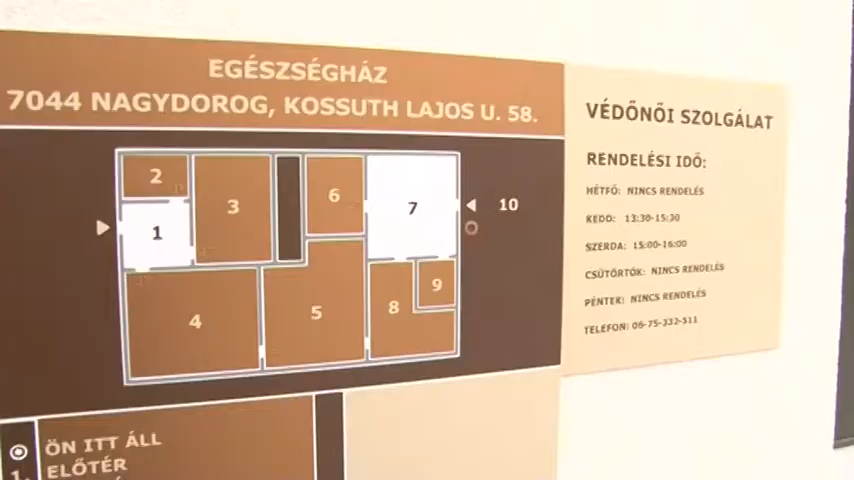 EGÉSZSÉGHÁZ
7044 NAGYDOROG, KOSSUTH LAJOS U. 58.
2
3
6
7
10
1
4
5
8
9
ÖN ITT ÁLL
1. ELŐTÉR
VÉDŐNŐI SZOLGÁLAT
RENDELÉSI IDŐ:
HÉTFŐ: NINCS RENDELÉS
KEDD: 13:30-15:30
SZERDA: 15:00-16:00
CSÜTÖRTÖK: NINCS RENDELÉS
PÉNTEK: NINCS RENDELÉS
TELEFON: 06-75-332-511